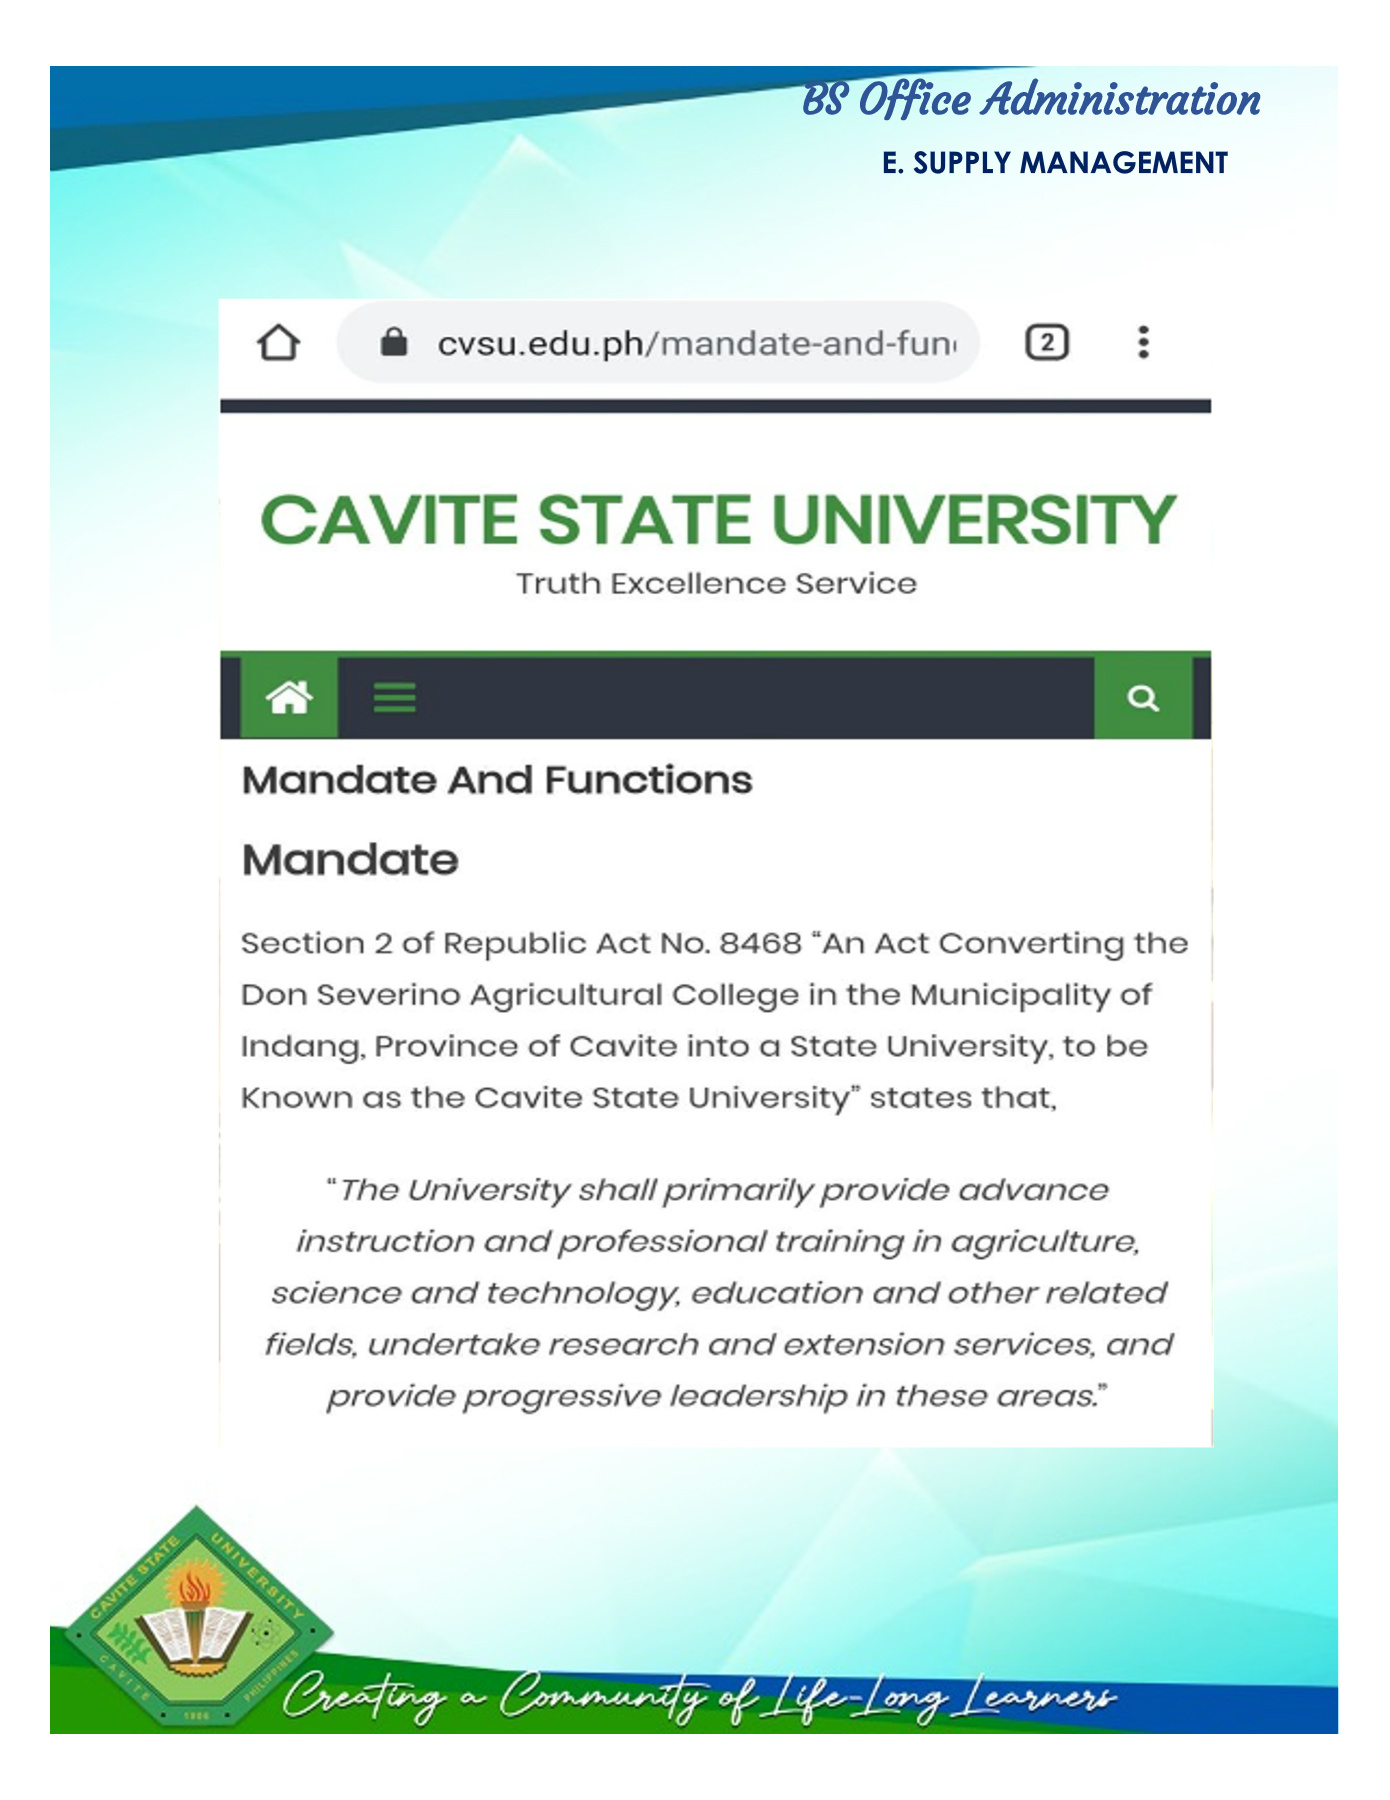 BS Office Administration
E. SUPPLY MANAGEMENT
cvsu.edu.ph/mandate-and-fun
2
CAVITE STATE UNIVERSITY
Truth Excellence Service
Mandate And Functions
Mandate
Section 2 of Republic Act No. 8468 “An Act Converting the
Don Severino Agricultural College in the Municipality of
Indang, Province of Cavite into a State University, to be
Known as the Cavite State University” states that,
“The University shall primarily provide advance
instruction and professional training in agriculture,
science and technology, education and other related
fields, undertake research and extension services, and
provide progressive leadership in these areas.”
CAVITE STATE UNIVERSITY
CAVITE PHILIPPINES
1906
Creating a Community of Life-Long Learners